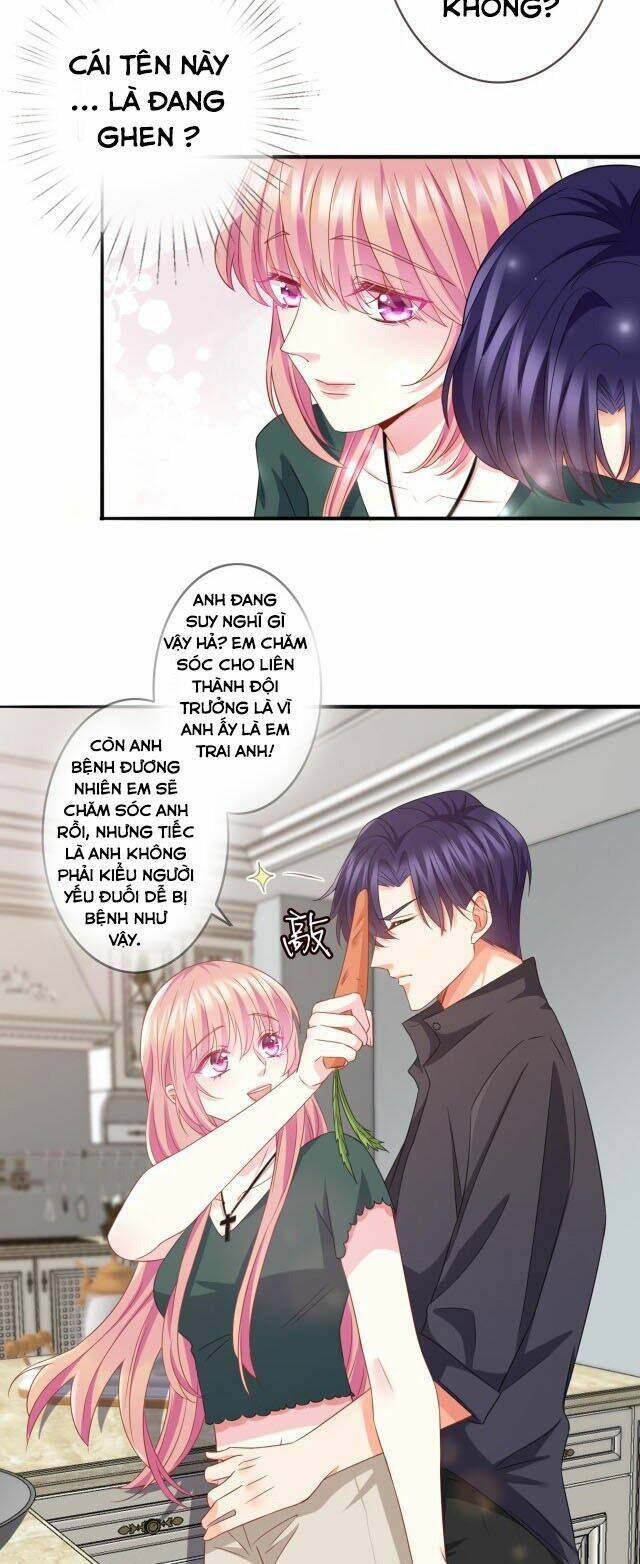 KHÔNG?
CÁI TÊN NÀY
... LÀ ĐANG
GHEN ?
ANH ĐANG
SUY NGHĨ GÌ
VẬY HẢ? EM CHĂM
SÓC CHO LIÊN
THÀNH ĐỘI
TRƯỞNG LÀ VÌ
ANH ẤY LÀ EM
TRAI ANH!
CÒN ANH
BỆNH ĐƯƠNG
NHIÊN EM SẼ
CHĂM SÓC ANH
RỒI, NHƯNG TIẾC
LÀ ANH KHÔNG
PHẢI KIỂU NGƯỜI
YẾU ĐUỐI DỄ BỊ
BỆNH NHƯ
VẬY.
敲